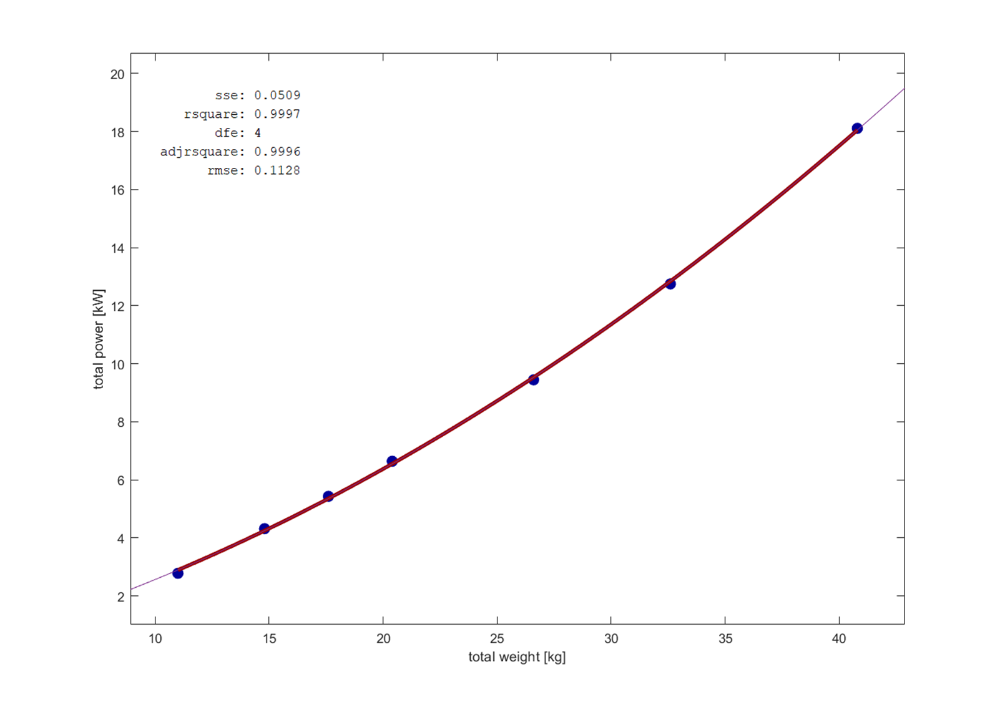 20
sse: 0.0509
rsquare: 0.9997
18
dfe: 4
adjrsquare: 0.9996
rmse: 0.1128
16
14
12
total power [kW]
10
8
6
4
2
10 15 20 25 30 35 40
total weight [kg]